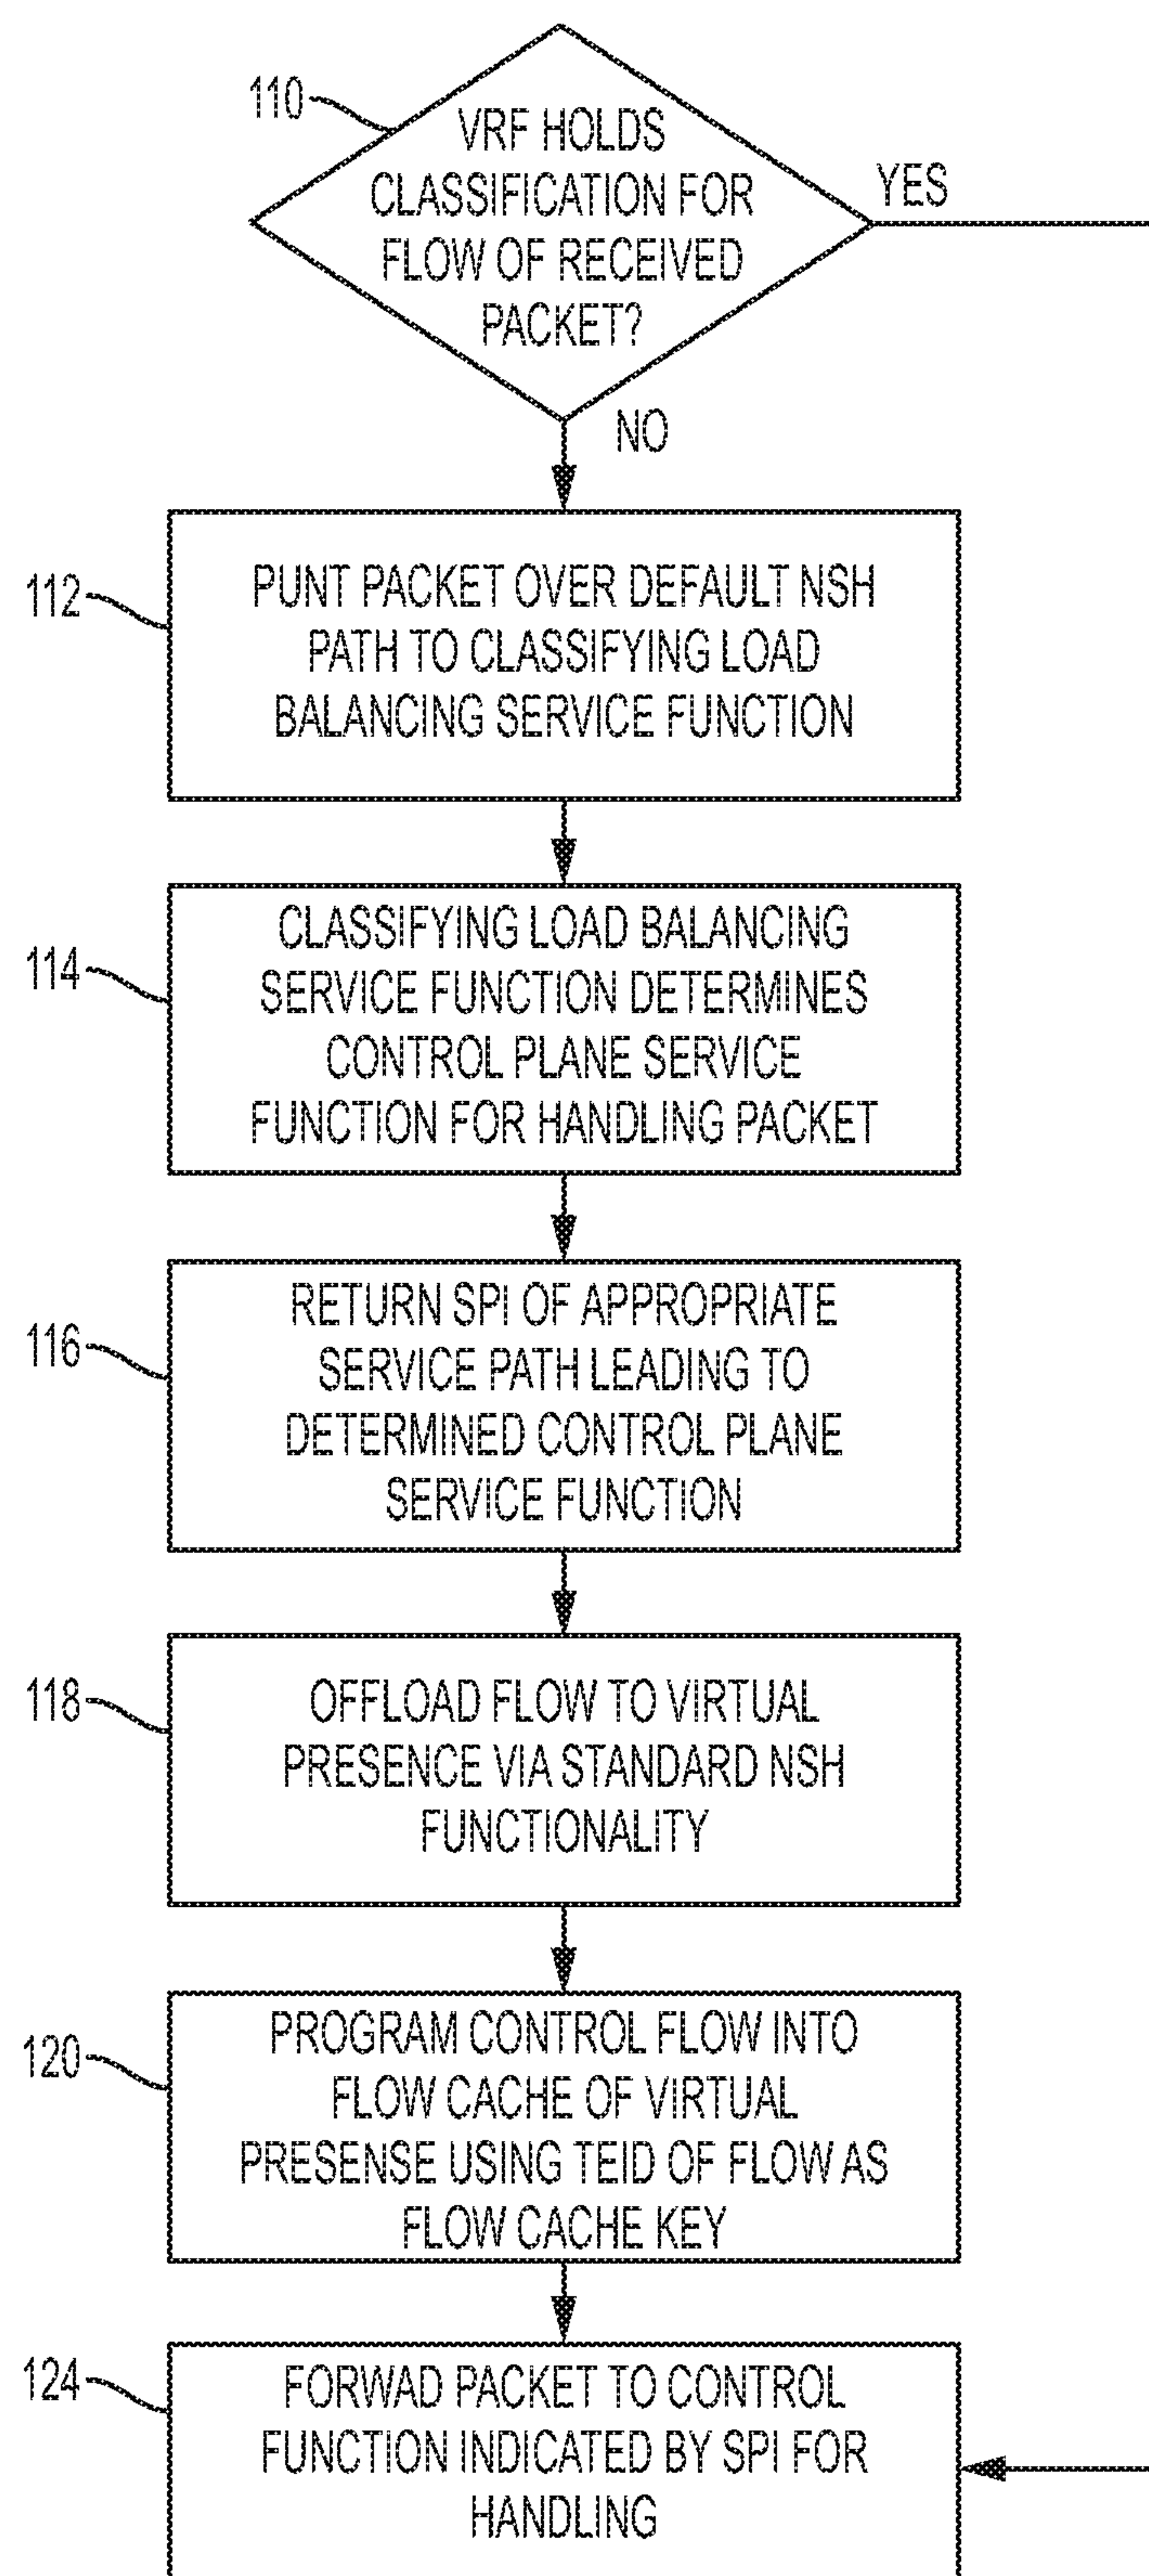 110
VRF HOLDS
CLASSIFICATION FOR
FLOW OF RECEIVED
PACKET?
YES
NO
112
PUNT PACKET OVER DEFAULT NSH
PATH TO CLASSIFYING LOAD
BALANCING SERVICE FUNCTION
114
CLASSIFYING LOAD BALANCING
SERVICE FUNCTION DETERMINES
CONTROL PLANE SERVICE
FUNCTION FOR HANDLING PACKET
116
RETURN SPI OF APPROPRIATE
SERVICE PATH LEADING TO
DETERMINED CONTROL PLANE
SERVICE FUNCTION
118
OFFLOAD FLOW TO VIRTUAL
PRESENCE VIA STANDARD NSH
FUNCTIONALITY
120
PROGRAM CONTROL FLOW INTO
FLOW CACHE OF VIRTUAL
PRESENSE USING TEID OF FLOW AS
FLOW CACHE KEY
124
FORWAD PACKET TO CONTROL
FUNCTION INDICATED BY SPI FOR
HANDLING